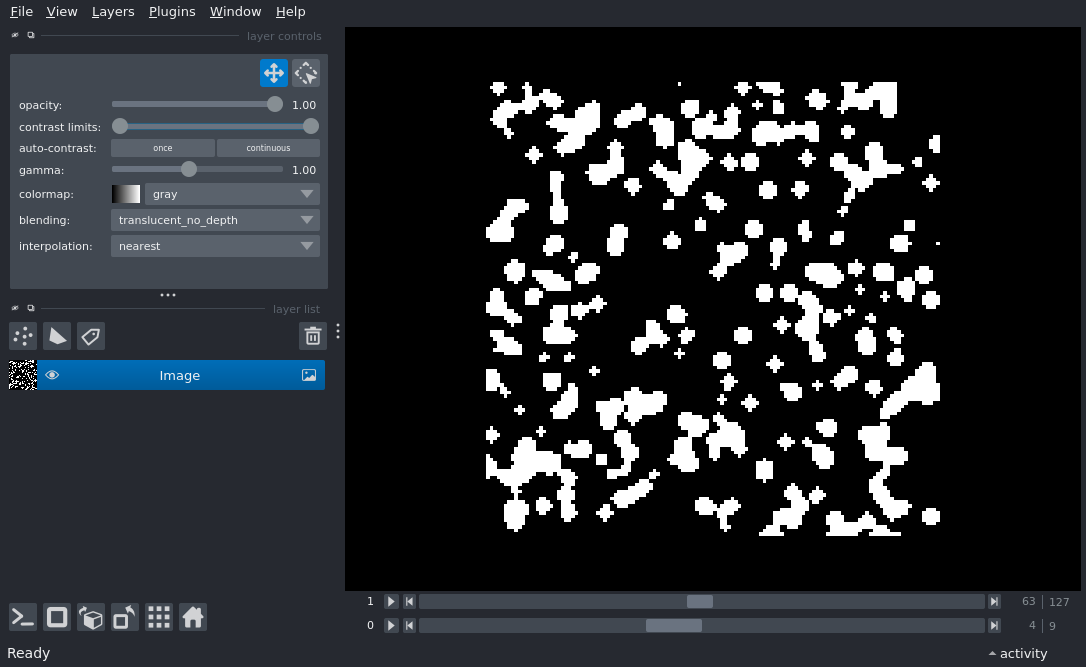 File View Layers Plugins Window Help
layer controls
opacity: 1.00
contrast limits:
auto-contrast: once continuous
gamma: 1.00
colormap: gray
blending: translucent_no_depth
interpolation: nearest
layer list
Image
1 63 127
0 4 9
Ready activity